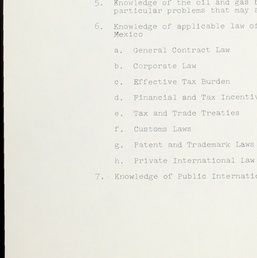 5. Knowledge of the oil and gas
particular problems that may
6. Knowledge of applicable law of
Mexico
a. General Contract Law
b. Corporate Law
c. Effective Tax Burden
d. Financial and Tax
e. Tax and Trade Treaties
f. Customs Laws
g. Patent and Trademark Laws
h. Private International Law
7. Knowledge of Public